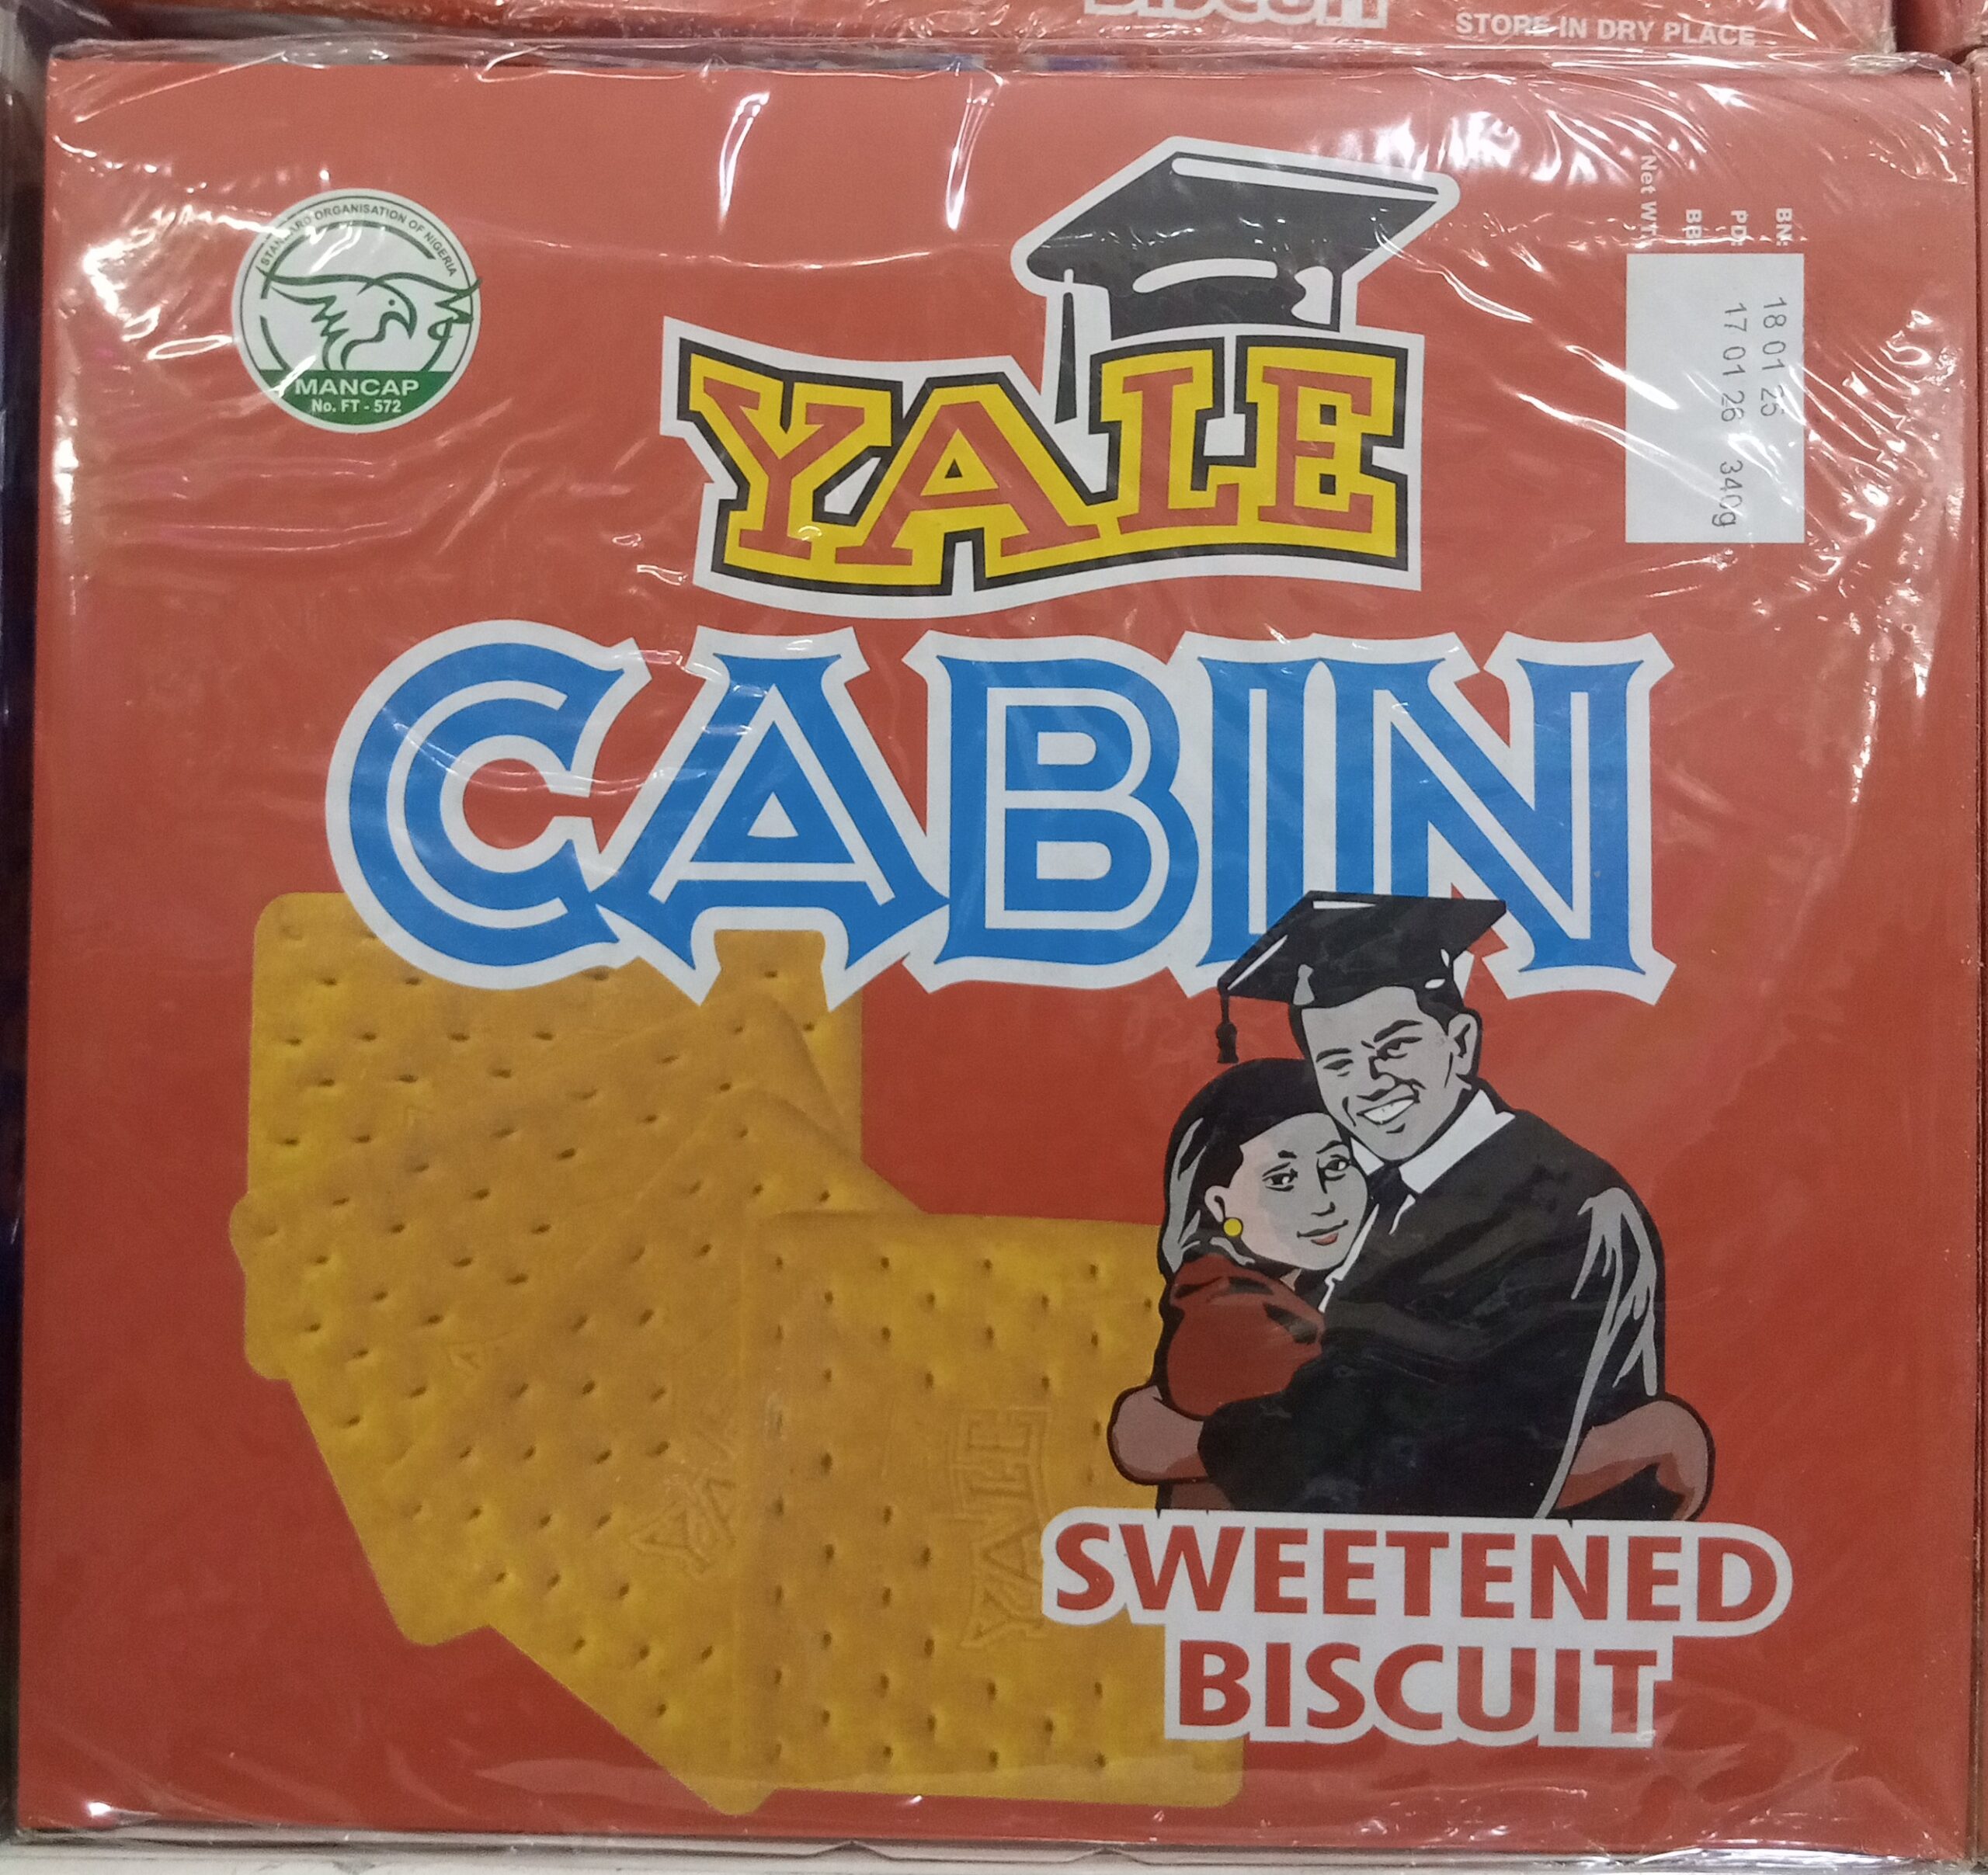 STORE IN DRY PLACE
STANDARD ORGANISATION OF NIGERIA
MANCAP
No. FT - 572
YALE
CABIN
BN:
PD:
BB:
Net WT:
18 01 25
17 01 26 340g
YALE
SWEETENED
BISCUIT